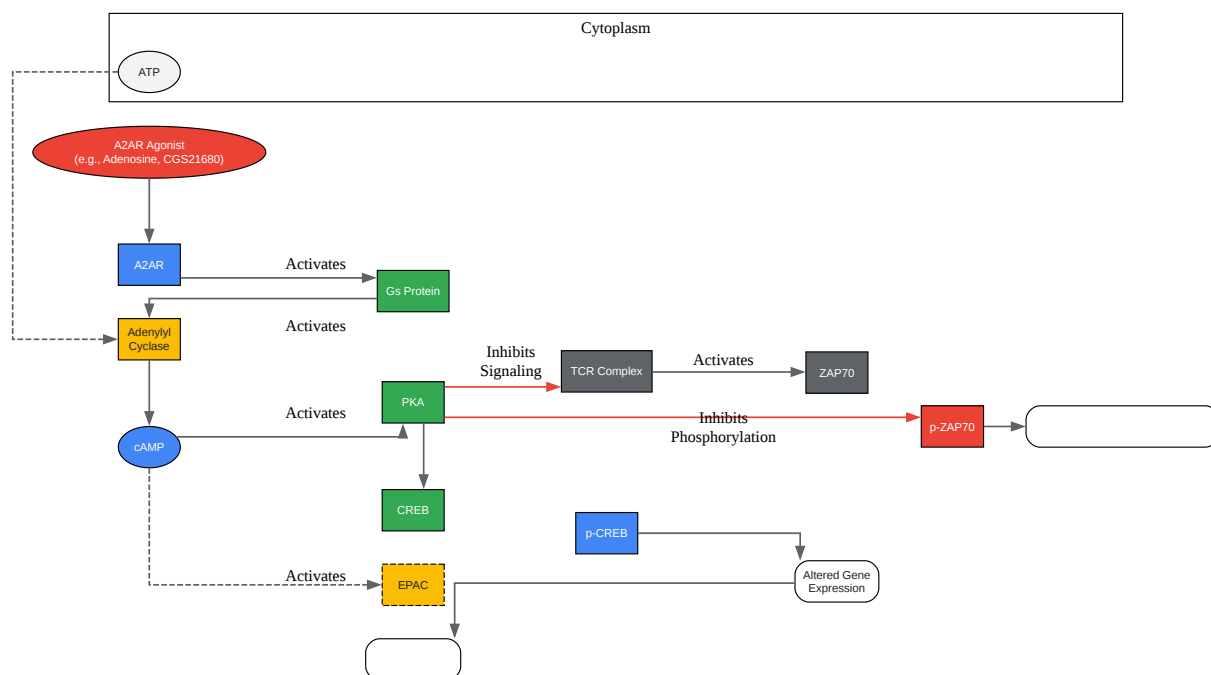 Cytoplasm
ATP
A2AR Agonist
(e.g., Adenosine, CGS21680)
A2AR
Activates
Gs Protein
Activates
Adenylyl
Cyclase
Inhibits
Signaling
TCR Complex
Activates
ZAP70
PKA
Activates
Inhibits
Phosphorylation
p-ZAP70
cAMP
CREB
p-CREB
Activates
EPAC
Altered Gene
Expression